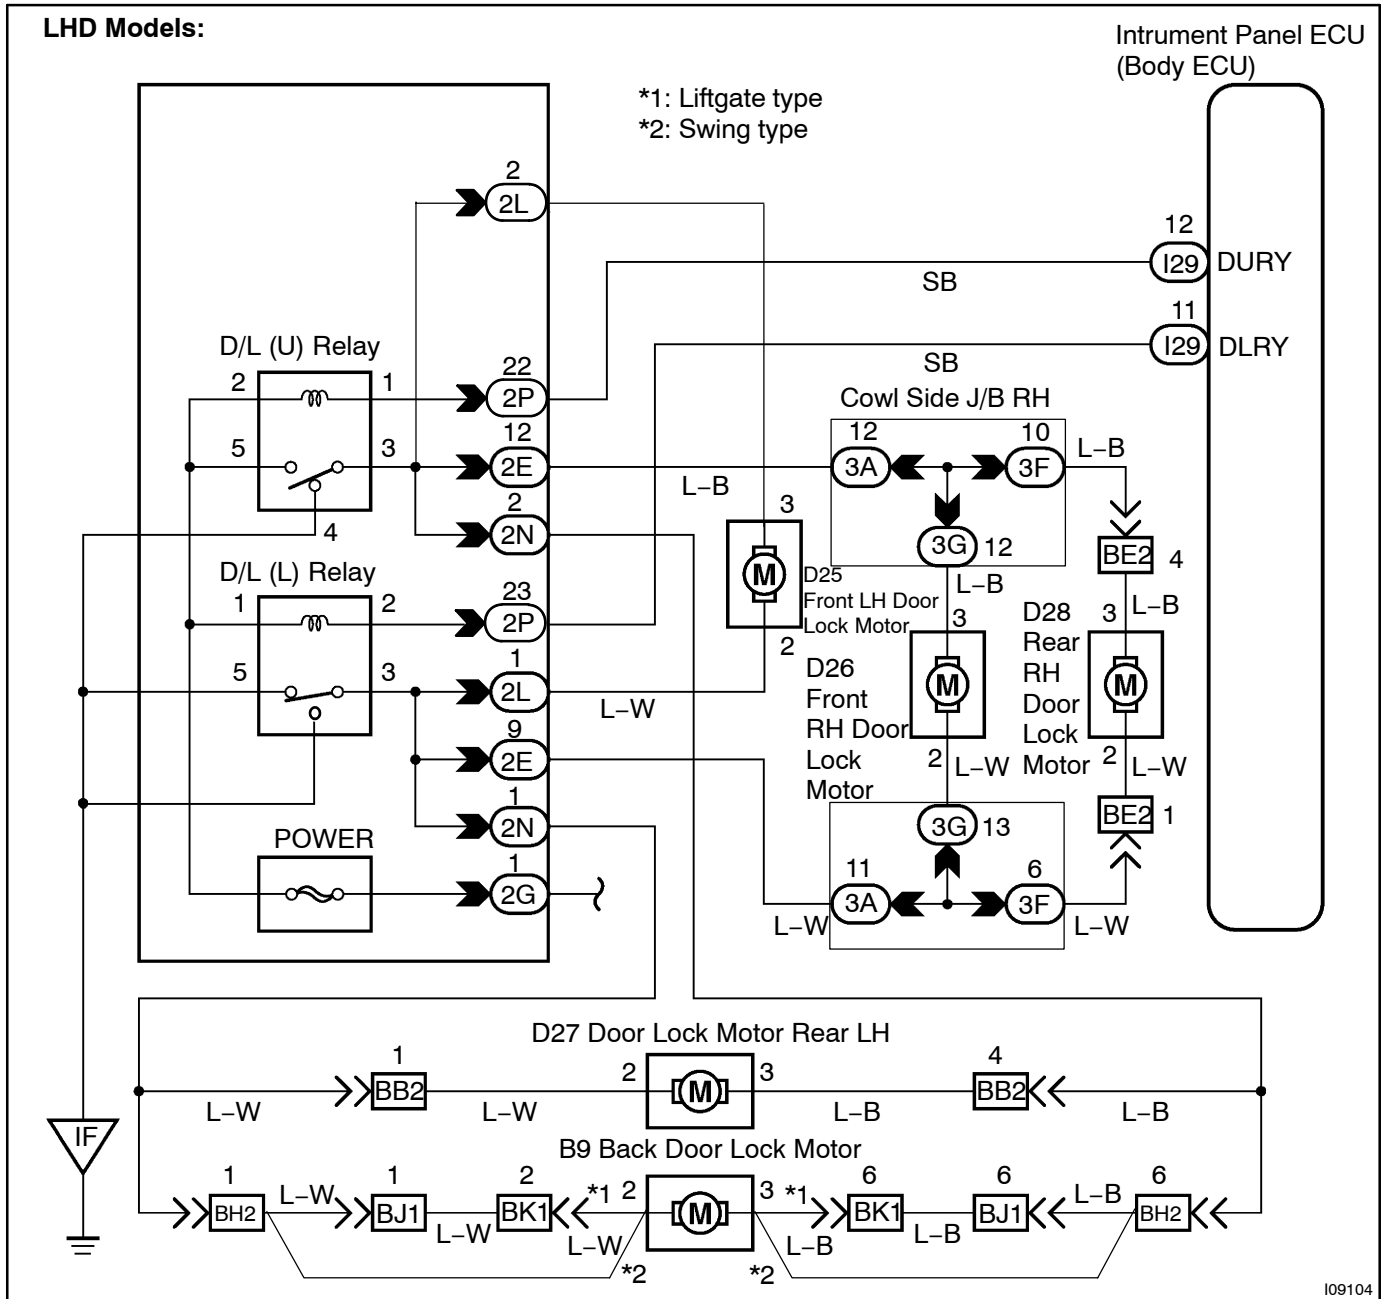 LHD Models:
Intrument Panel ECU
(Body ECU)
*1: Liftgate type
*2: Swing type
2
2L
12
I29 DURY
SB
11
I29 DLRY
SB
D/L (U) Relay
2 1
22
2P
Cowl Side J/B RH
12
2E
5 3
12
3A
10
3F
L–B
L–B
2
2N
4
3
3G 12
BE2 4
D/L (L) Relay
M
D25
Front LH Door
Lock Motor
L–B
L–B
1 2
23
2P
2
3
D28
Rear
RH
Door
Lock
Motor
3
5 3
1
2L
L–W
D26
Front
RH Door
Lock
Motor
M
M
9
2E
2 L–W
2 L–W
1
2N
3G 13
BE2 1
POWER
1
2G
11
3A
6
3F
L–W
L–W
D27 Door Lock Motor Rear LH
1
BB2
2
M
3
4
BB2
L–W
L–W
L–B
L–B
IF
B9 Back Door Lock Motor
1
BH2
L–W
1
BJ1
L–W
2
BK1
*1
L–W
2
M
3
*1
L–B
6
BK1
L–B
6
BJ1
L–B
6
BH2
*2
*2
I09104